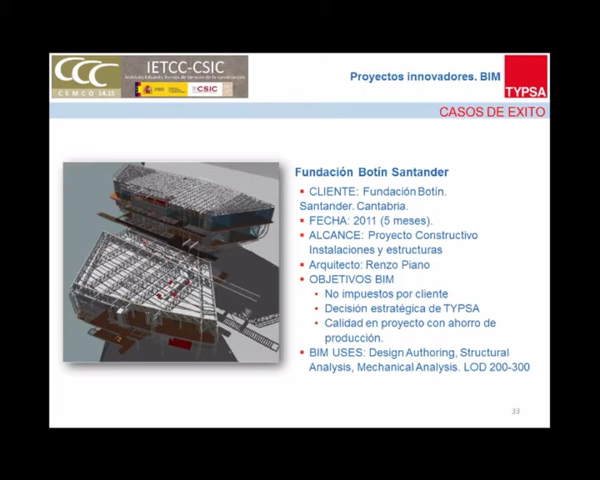 CCC
CEMCO 14.15
IETCC-CSIC
CSIC
Proyectos innovadores. BIM
TYPSA
CASOS DE EXITO
Fundación Botín Santander
CLIENTE: Fundación Botín.
Santander. Cantabria.
FECHA: 2011 (5 meses).
ALCANCE: Proyecto Constructivo
Instalaciones y estructuras
Arquitecto: Renzo Piano
OBJETIVOS BIM
No impuestos por cliente
Decisión estratégica de TYPSA
Calidad en proyecto con ahorro de
producción.
BIM USES: Design Authoring, Structural
Analysis, Mechanical Analysis. LOD 200-300
33